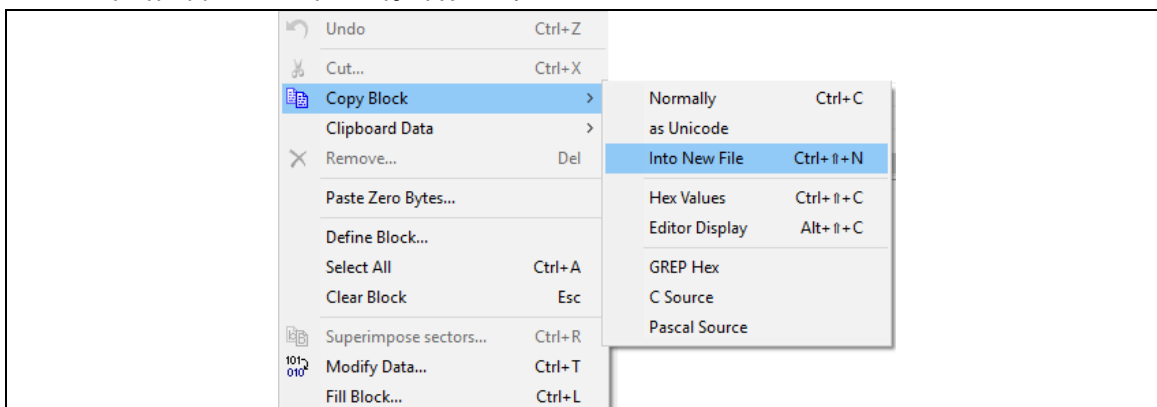 Undo Ctrl+Z
Cut... Ctrl+X
Copy Block >
Clipboard Data >
Remove... Del
Paste Zero Bytes...
Define Block...
Select All Ctrl+A
Clear Block Esc
Superimpose sectors... Ctrl+R
Modify Data... Ctrl+T
Fill Block... Ctrl+L
Normally Ctrl+C
as Unicode
Into New File Ctrl+⇑+N
Hex Values Ctrl+⇑+C
Editor Display Alt+⇑+C
GREP Hex
C Source
Pascal Source